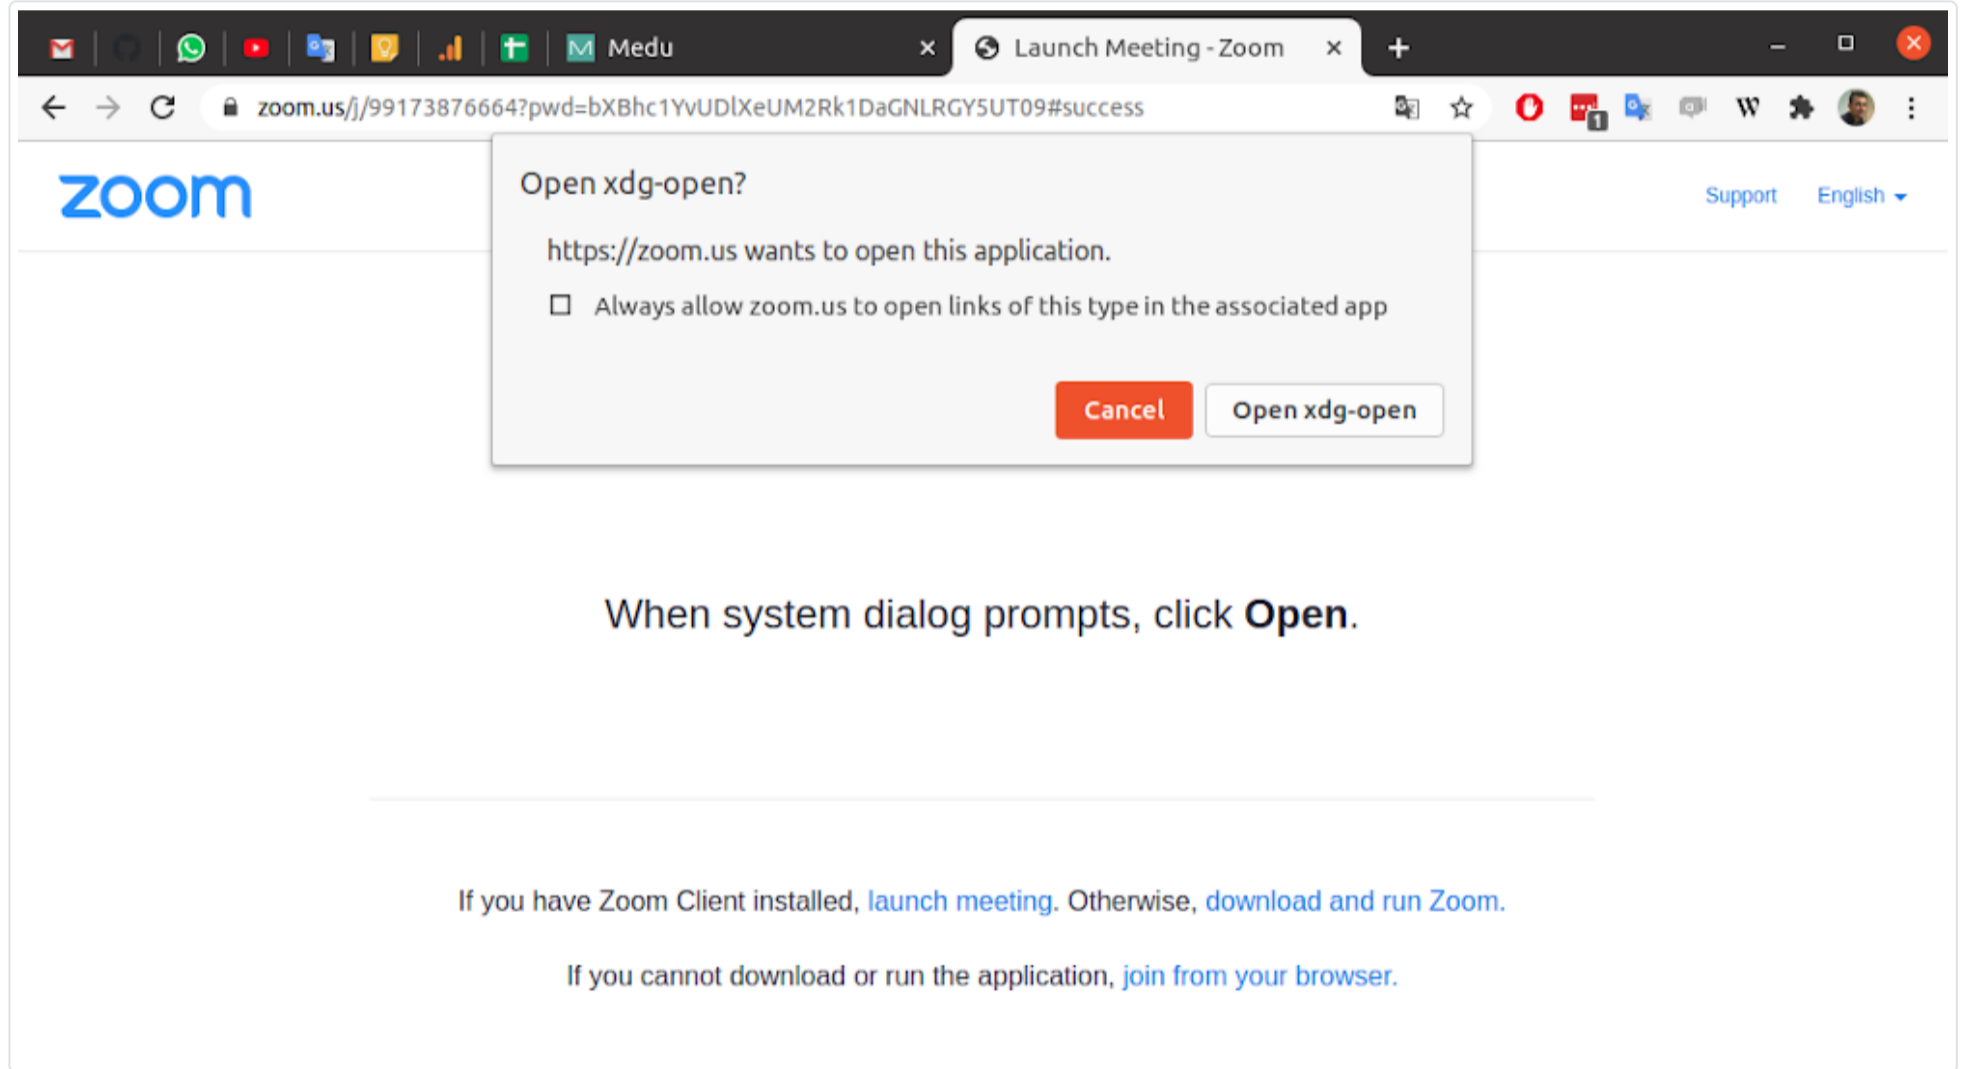 Medu
Launch Meeting - Zoom
zoom.us/j/99173876664?pwd=bXBhc1YvUDlXeUM2Rk1DaGNLRGY5UT09#success
W
1
zoom
Support
English
Open xdg-open?
https://zoom.us wants to open this application.
Always allow zoom.us to open links of this type in the associated app
Cancel
Open xdg-open
When system dialog prompts, click Open.
If you have Zoom Client installed, launch meeting. Otherwise, download and run Zoom.
If you cannot download or run the application, join from your browser.